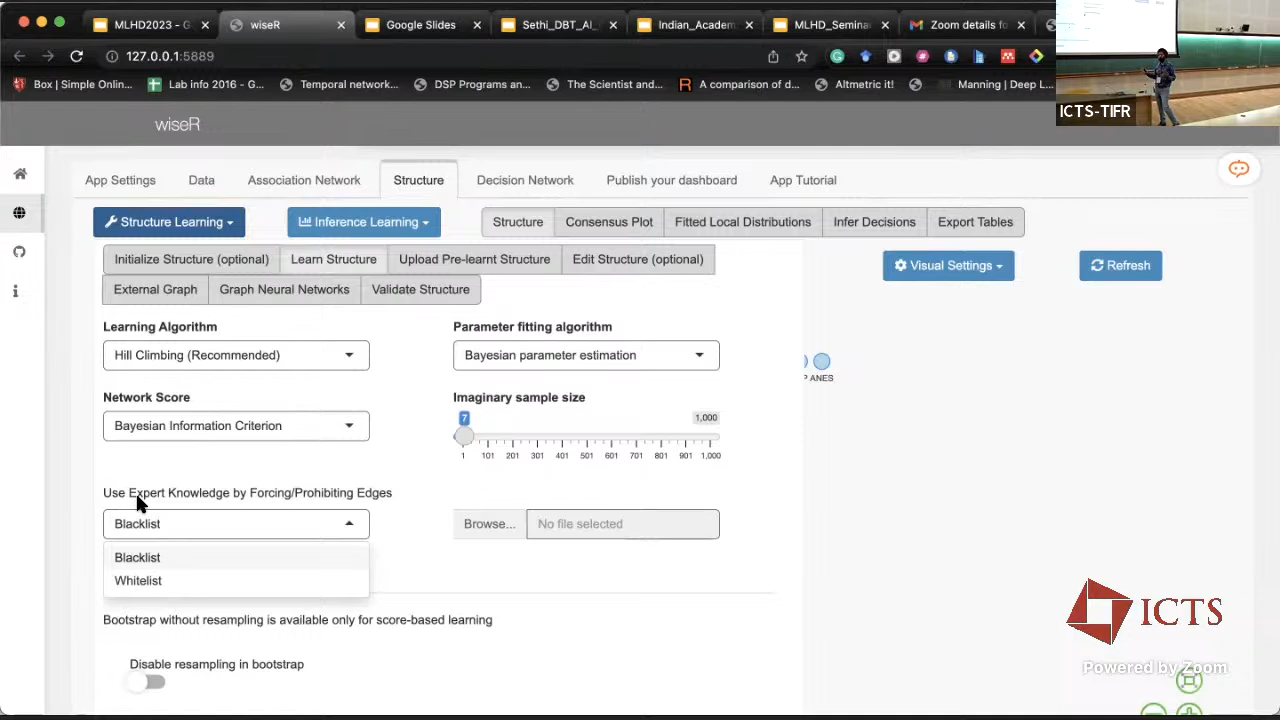 MLHD2023 - G
wiseR
Google Slides
Seth_OBT_AI_
Indian_Academ
MLHD Seminar
Zoom details fo
127.0.0.1:5889
Box | Simple Onlin...
Lab info 2016 - G...
Temporal network...
DST Programs an...
The Scientist and...
A comparison of d...
Altmetric it!
Manning | Deep L...
ICTS-TIFR
wiseR
App Settings
Data
Association Network
Structure
Decision Network
Publish your dashboard
App Tutorial
Structure Learning
Inference Learning
Structure
Consensus Plot
Fitted Local Distributions
Infer Decisions
Export Tables
Initialize Structure (optional)
Learn Structure
Upload Pre-learnt Structure
Edit Structure (optional)
Visual Settings
Refresh
External Graph
Graph Neural Networks
Validate Structure
Learning Algorithm
Parameter fitting algorithm
Hill Climbing (Recommended)
Bayesian parameter estimation
P ANES
Network Score
Imaginary sample size
Bayesian Information Criterion
7
1,000
1 101 201 301 401 501 601 701 801 901 1,000
Use Expert Knowledge by Forcing/Prohibiting Edges
Blacklist
Browse...
No file selected
Blacklist
Whitelist
Bootstrap without resampling is available only for score-based learning
Disable resampling in bootstrap
ICTS
Powered by Zoom